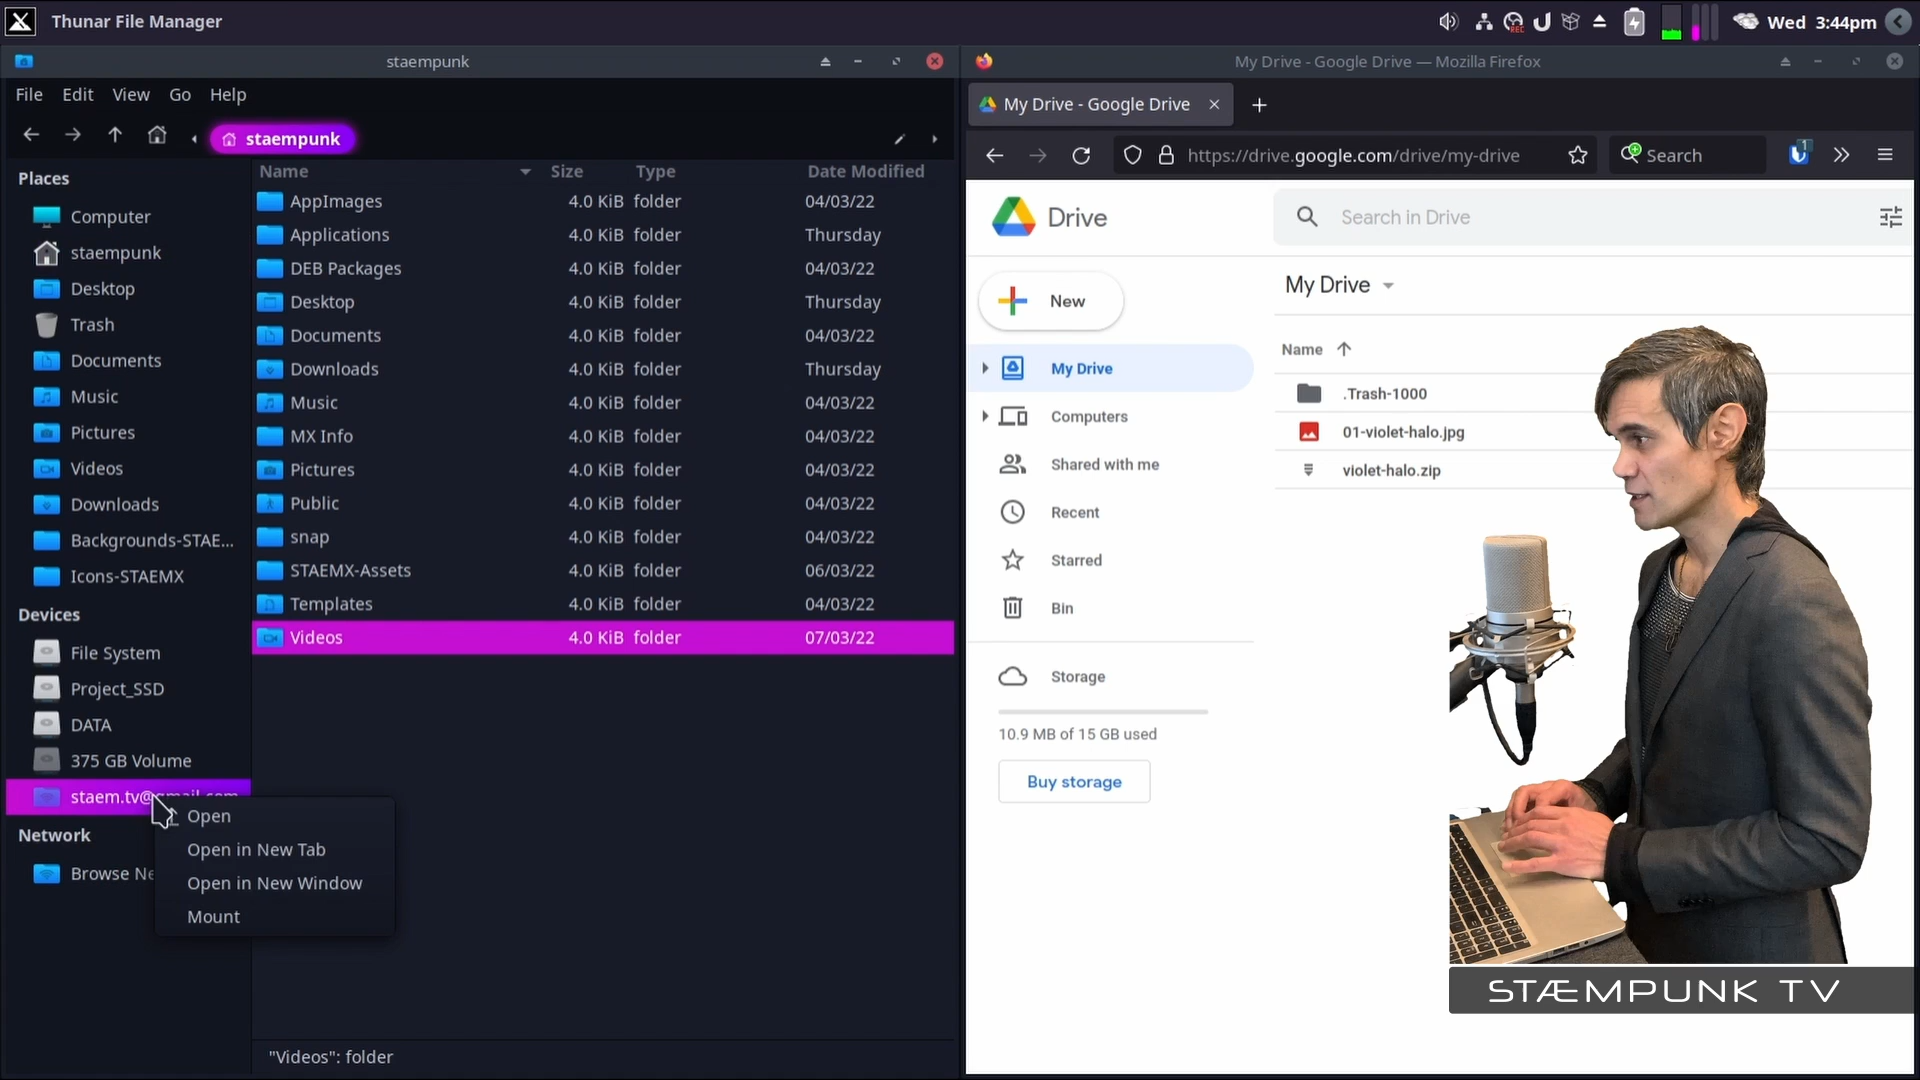 Thunar File Manager
REC
Wed 3:44pm
staempunk
File Edit View Go Help
staempunk
Places
Computer
staempunk
Desktop
Trash
Documents
Music
Pictures
Videos
Downloads
Backgrounds-STAE...
Icons-STAEMX
Devices
File System
Project_SSD
DATA
375 GB Volume
staem.tv@gmail.com
Network
Browse Ne
Name Size Type Date Modified
AppImages 4.0 KiB folder 04/03/22
Applications 4.0 KiB folder Thursday
DEB Packages 4.0 KiB folder 04/03/22
Desktop 4.0 KiB folder Thursday
Documents 4.0 KiB folder 04/03/22
Downloads 4.0 KiB folder Thursday
Music 4.0 KiB folder 04/03/22
MX Info 4.0 KiB folder 04/03/22
Pictures 4.0 KiB folder 04/03/22
Public 4.0 KiB folder 04/03/22
snap 4.0 KiB folder 04/03/22
STAEMX-Assets 4.0 KiB folder 06/03/22
Templates 4.0 KiB folder 04/03/22
Videos 4.0 KiB folder 07/03/22
Open
Open in New Tab
Open in New Window
Mount
"Videos": folder
My Drive - Google Drive — Mozilla Firefox
My Drive - Google Drive
https://drive.google.com/drive/my-drive
Search
1
Drive
Search in Drive
New
My Drive
Computers
Shared with me
Recent
Starred
Bin
Storage
10.9 MB of 15 GB used
Buy storage
My Drive
Name
.Trash-1000
01-violet-halo.jpg
violet-halo.zip
STÆMPUNK TV